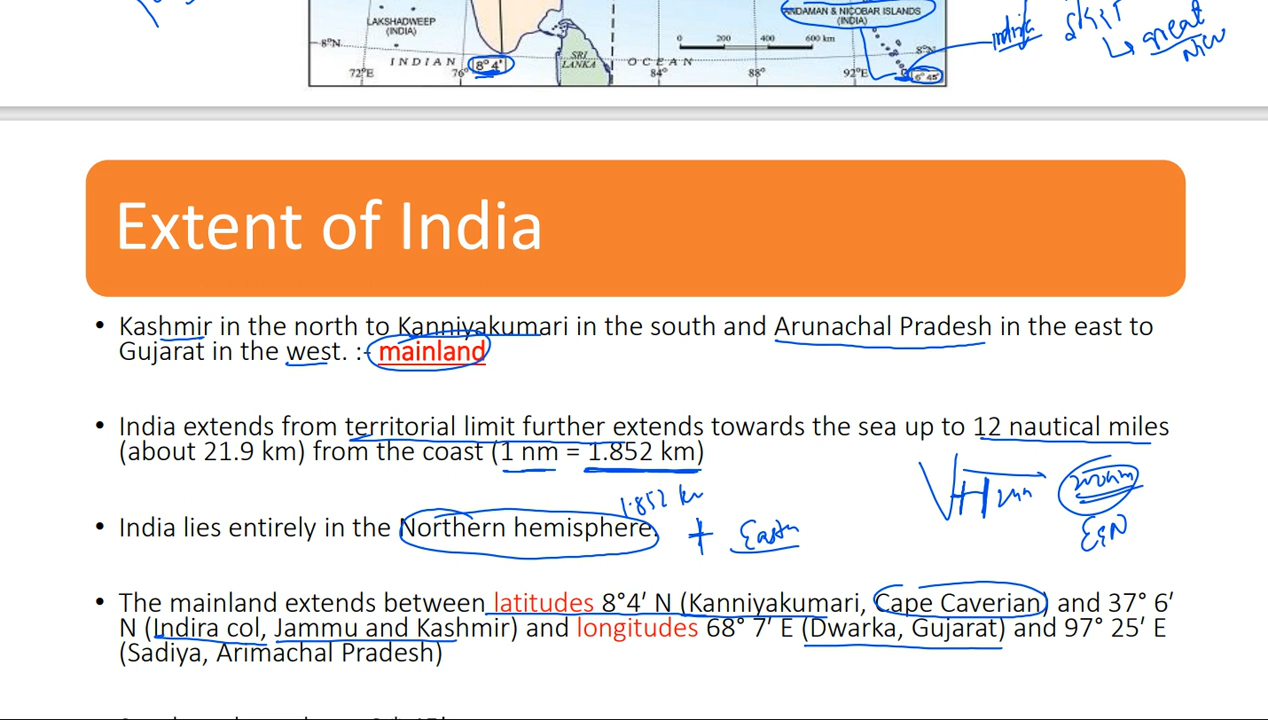 LAKSHADWEEP
(INDIA)
ANDAMAN & NICOBAR ISLANDS
(INDIA)
great
8°N
8°N
INDIAN
8° 4'
SRI
LANKA
OCEAN
0 200 400 600 km
72°E
76°
84°
88°
92°E
6° 45'
Extent of India
• Kashmir in the north to Kanniyakumari in the south and Arunachal Pradesh in the east to
Gujarat in the west. :- mainland
• India extends from territorial limit further extends towards the sea up to 12 nautical miles
(about 21.9 km) from the coast (1 nm = 1.852 km)
1.852 km
200nm
• India lies entirely in the Northern hemisphere.
+
• The mainland extends between latitudes 8°4′ N (Kanniyakumari, Cape Caverian) and 37° 6′
N (Indira col, Jammu and Kashmir) and longitudes 68° 7′ E (Dwarka, Gujarat) and 97° 25′ E
(Sadiya, Arimachal Pradesh)